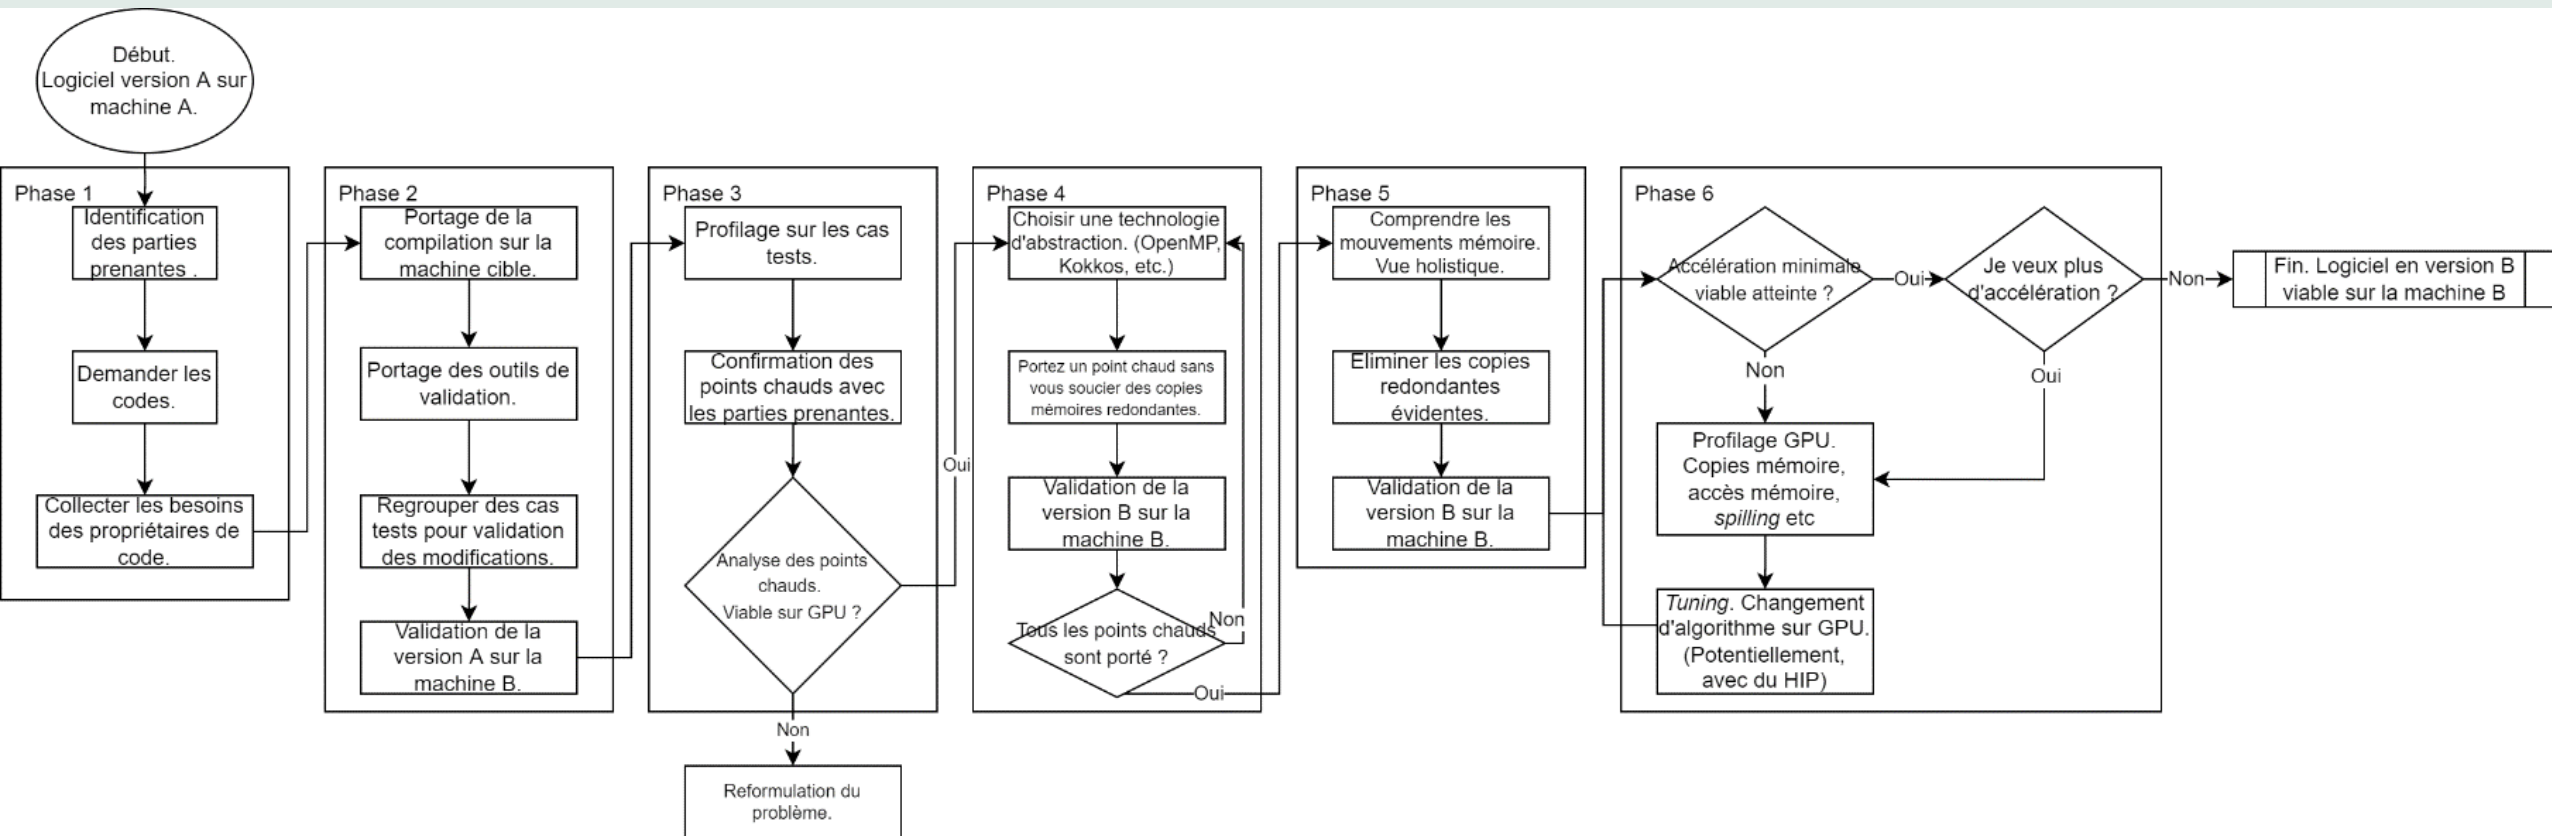 Début.
Logiciel version A sur
machine A.
Phase 1
Identification
des parties
prenantes .
Demander les
codes.
Collecter les besoins
des propriétaires de
code.
Phase 2
Portage de la
compilation sur la
machine cible.
Portage des outils de
validation.
Regrouper des cas
tests pour validation
des modifications.
Validation de la
version A sur la
machine B.
Phase 3
Profilage sur les cas
tests.
Confirmation des
points chauds avec
les parties prenantes.
Analyse des points
chauds.
Viable sur GPU ?
Oui
Non
Reformulation du
problème.
Phase 4
Choisir une technologie
d'abstraction. (OpenMP,
Kokkos, etc.)
Portez un point chaud sans
vous soucier des copies
mémoires redondantes.
Validation de la
version B sur la
machine B.
Tous les points chauds
sont porté ?
Non
Oui
Phase 5
Comprendre les
mouvements mémoire.
Vue holistique.
Eliminer les copies
redondantes
évidentes.
Validation de la
version B sur la
machine B.
Phase 6
Accélération minimale
viable atteinte ?
Oui
Non
Je veux plus
d'accélération ?
Non
Oui
Profilage GPU.
Copies mémoire,
accès mémoire,
spilling etc
Tuning. Changement
d'algorithme sur GPU.
(Potentiellement,
avec du HIP)
Fin. Logiciel en version B
viable sur la machine B